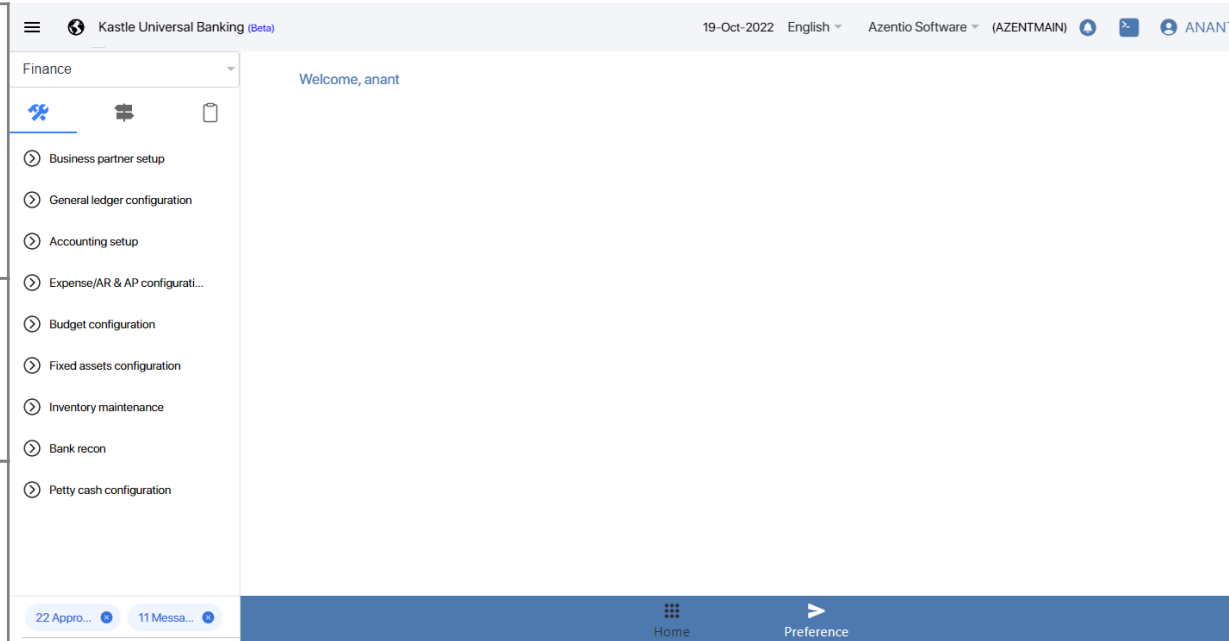 Kastle Universal Banking (Beta) 19-Oct-2022 English Azentio Software (AZENTMAIN) ANANT
Finance
Welcome, anant
Business partner setup
General ledger configuration
Accounting setup
Expense/AR & AP configurati...
Budget configuration
Fixed assets configuration
Inventory maintenance
Bank recon
Petty cash configuration
22 Appro... 11 Messa...
Home Preference